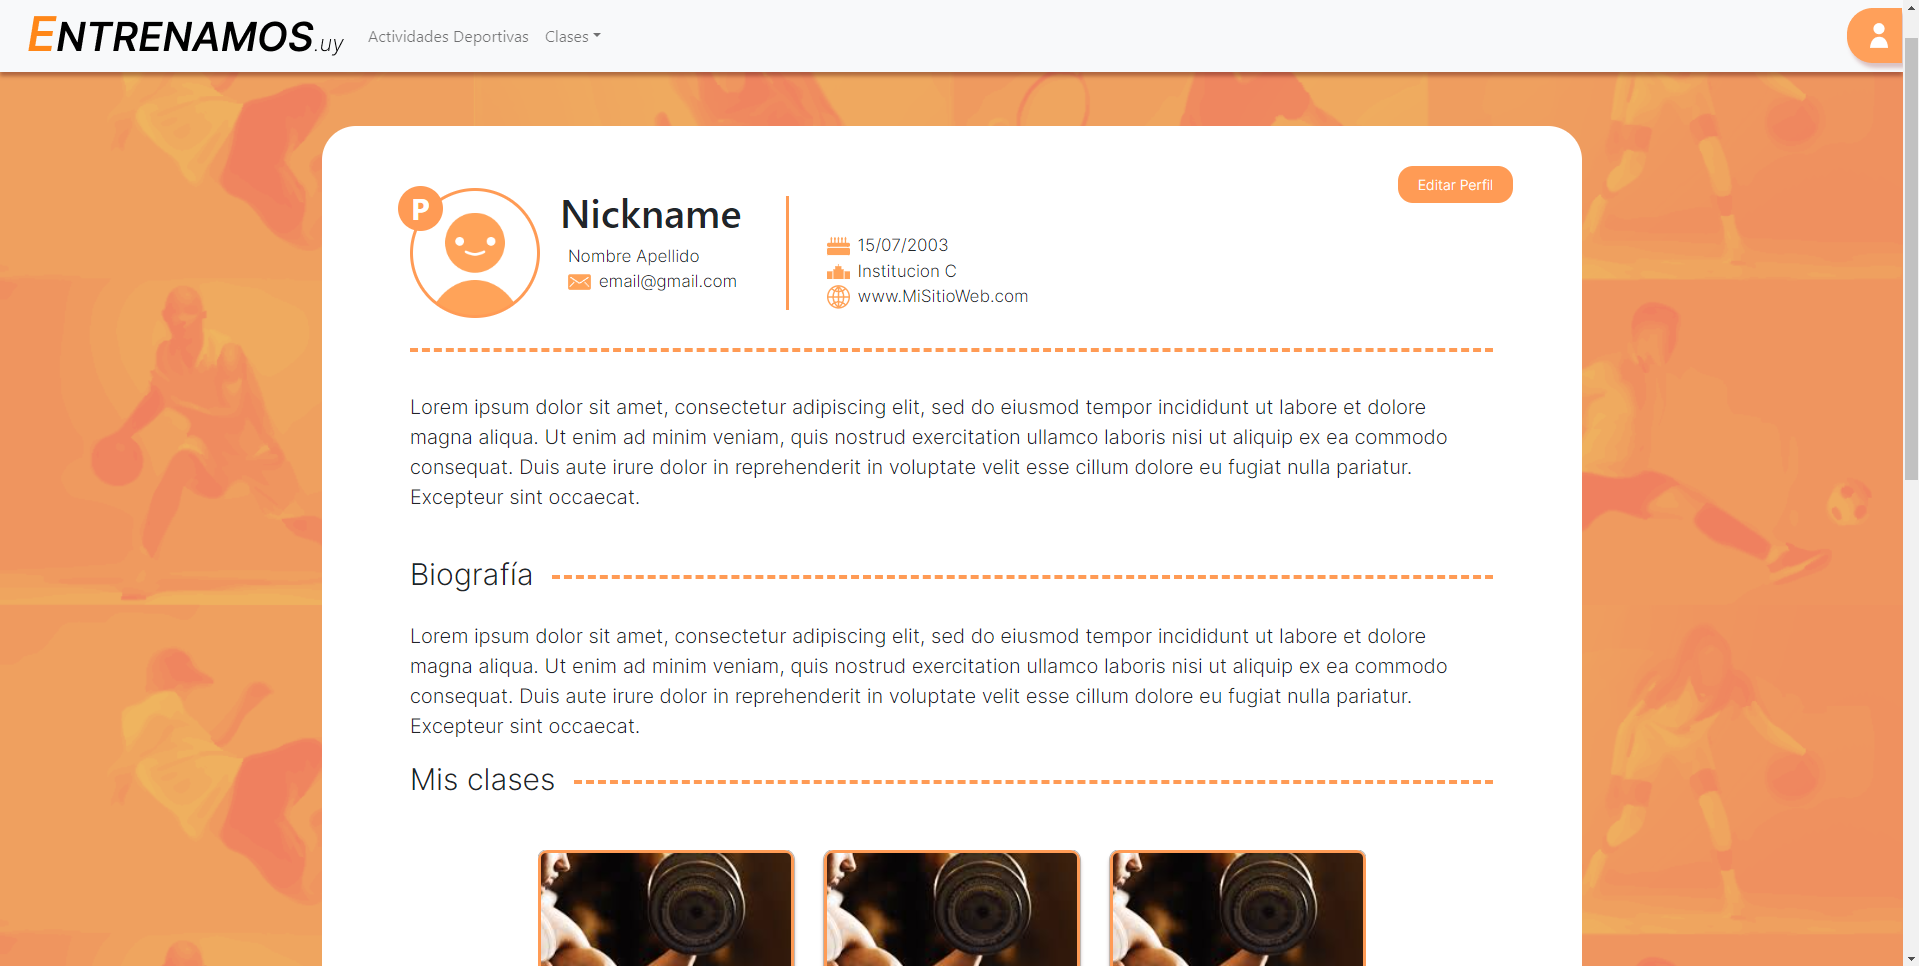 ENTRENAMOS.uy
Actividades Deportivas Clases
Editar Perfil
P
Nickname
Nombre Apellido
email@gmail.com
15/07/2003
Institucion C
www.MiSitioWeb.com
Lorem ipsum dolor sit amet, consectetur adipiscing elit, sed do eiusmod tempor incididunt ut labore et dolore
magna aliqua. Ut enim ad minim veniam, quis nostrud exercitation ullamco laboris nisi ut aliquip ex ea commodo
consequat. Duis aute irure dolor in reprehenderit in voluptate velit esse cillum dolore eu fugiat nulla pariatur.
Excepteur sint occaecat.
Biografía
Lorem ipsum dolor sit amet, consectetur adipiscing elit, sed do eiusmod tempor incididunt ut labore et dolore
magna aliqua. Ut enim ad minim veniam, quis nostrud exercitation ullamco laboris nisi ut aliquip ex ea commodo
consequat. Duis aute irure dolor in reprehenderit in voluptate velit esse cillum dolore eu fugiat nulla pariatur.
Excepteur sint occaecat.
Mis clases